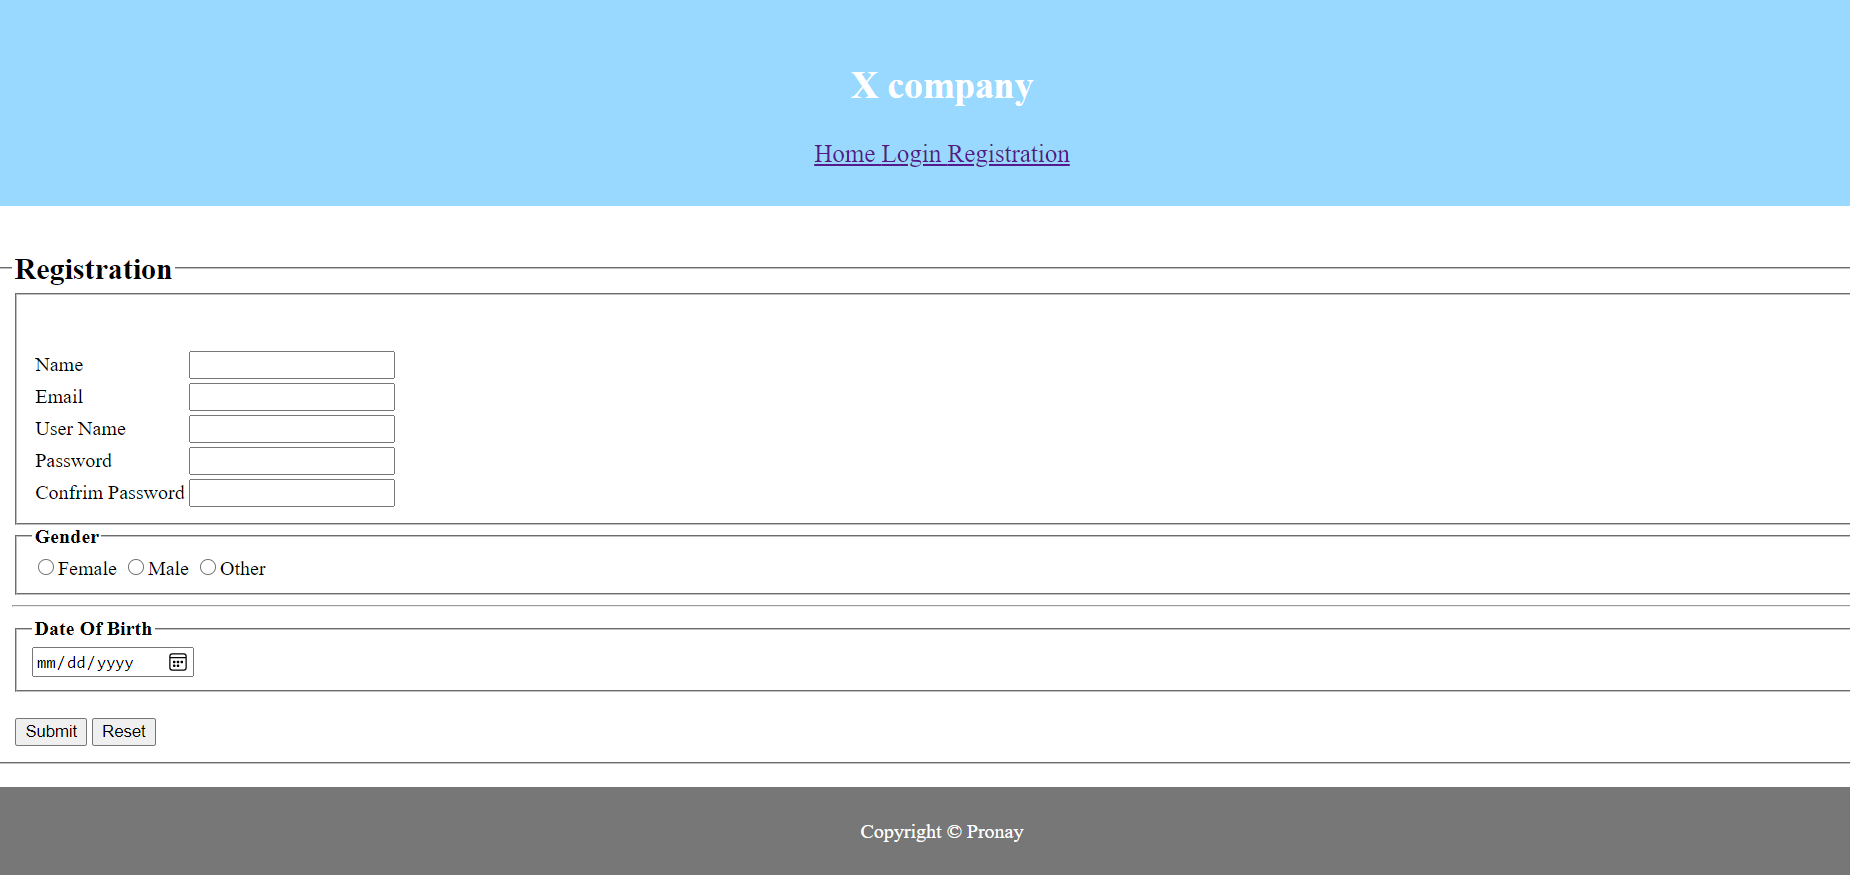 X company
Home Login Registration
Registration
Name
Email
User Name
Password
Confrim Password
Gender
Female Male Other
Date Of Birth
mm/dd/yyyy
Submit Reset
Copyright © Pronay